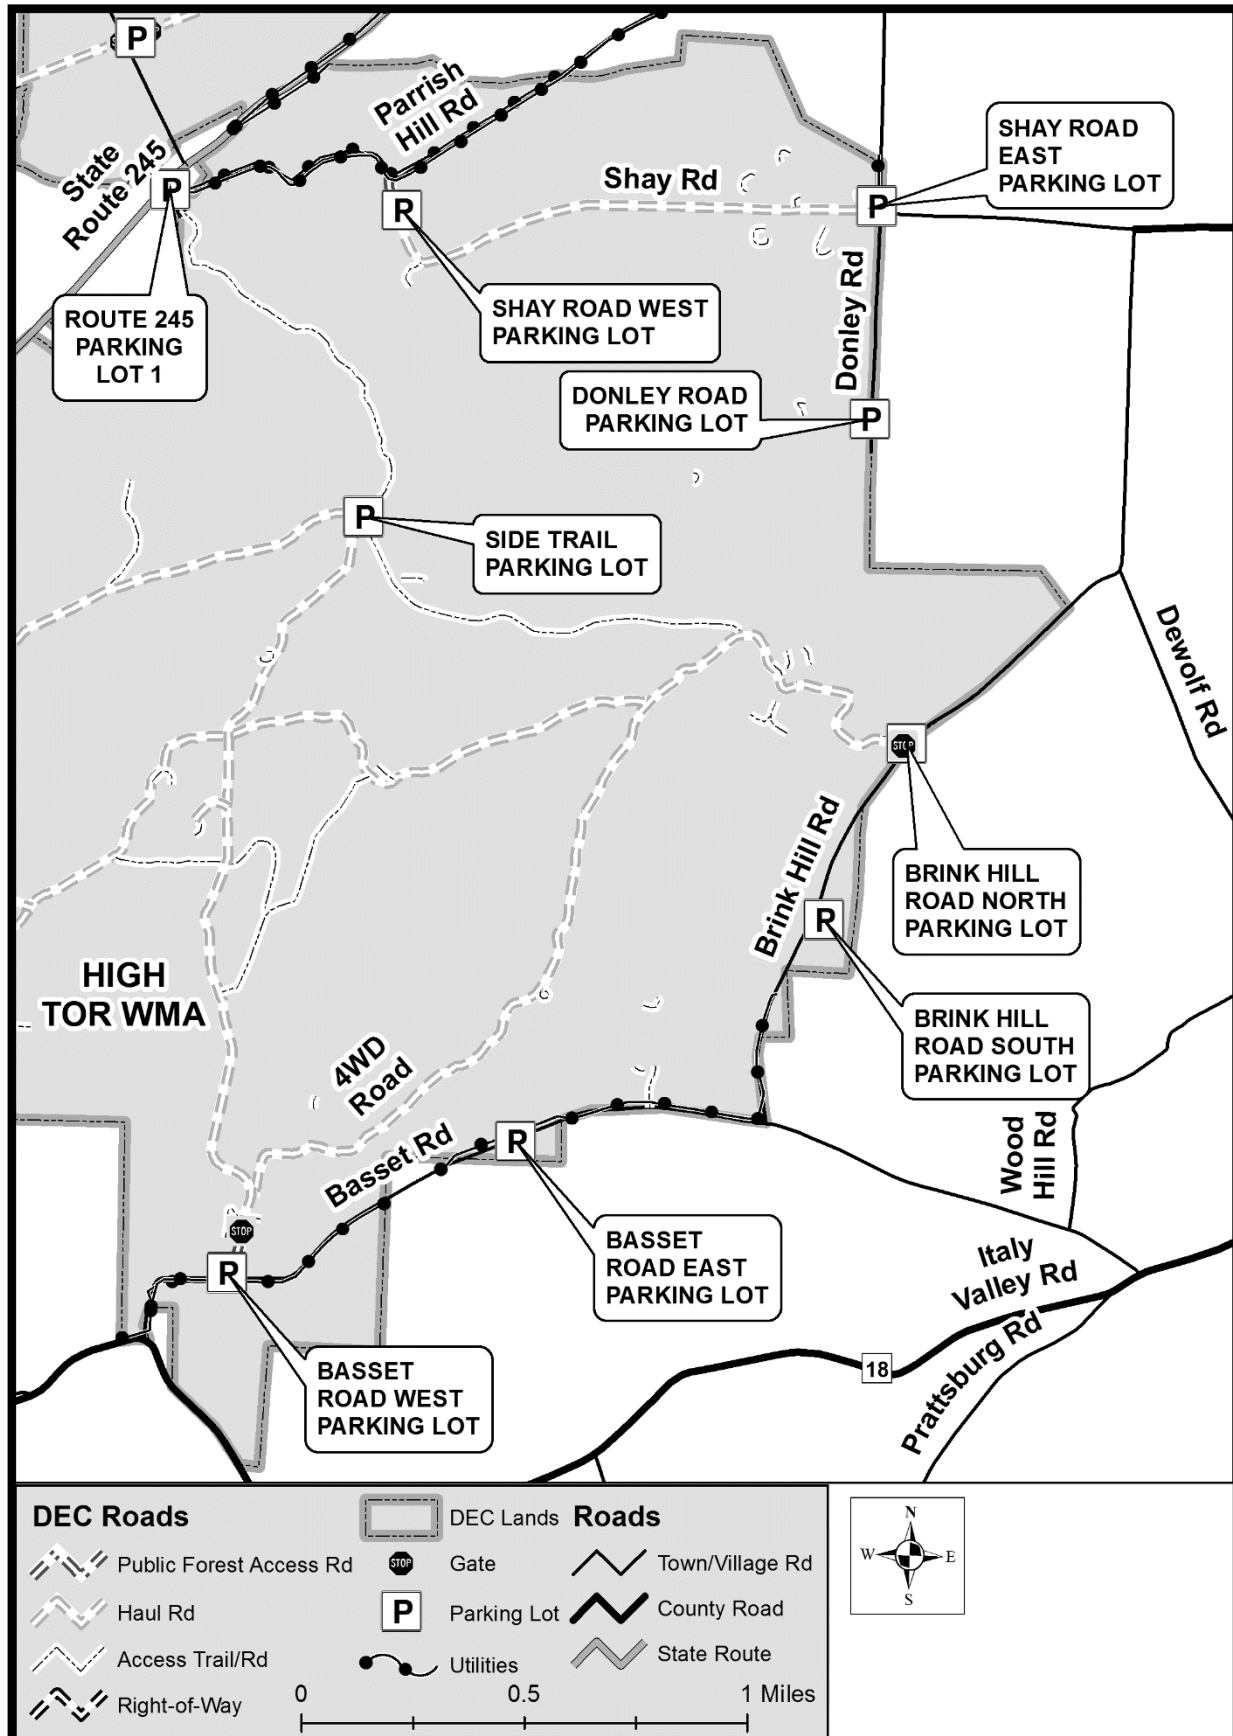 P
Parrish
Hill Rd
State
Route 245
P
R
Shay Rd
P
SHAY ROAD
EAST
PARKING LOT
ROUTE 245
PARKING
LOT 1
SHAY ROAD WEST
PARKING LOT
Donley Rd
DONLEY ROAD
PARKING LOT
P
P
SIDE TRAIL
PARKING LOT
Dewolf Rd
STOP
Brink Hill Rd
BRINK HILL
ROAD NORTH
PARKING LOT
R
HIGH
TOR WMA
BRINK HILL
ROAD SOUTH
PARKING LOT
4WD
Road
Basset Rd
R
Wood
Hill Rd
STOP
R
BASSET
ROAD EAST
PARKING LOT
Italy
Valley Rd
18
Prattsburg Rd
BASSET
ROAD WEST
PARKING LOT
DEC Roads
Public Forest Access Rd
Haul Rd
Access Trail/Rd
Right-of-Way
DEC Lands
STOP
Gate
P
Parking Lot
Utilities
Roads
Town/Village Rd
County Road
State Route
0
0.5
1 Miles
N
W
E
S